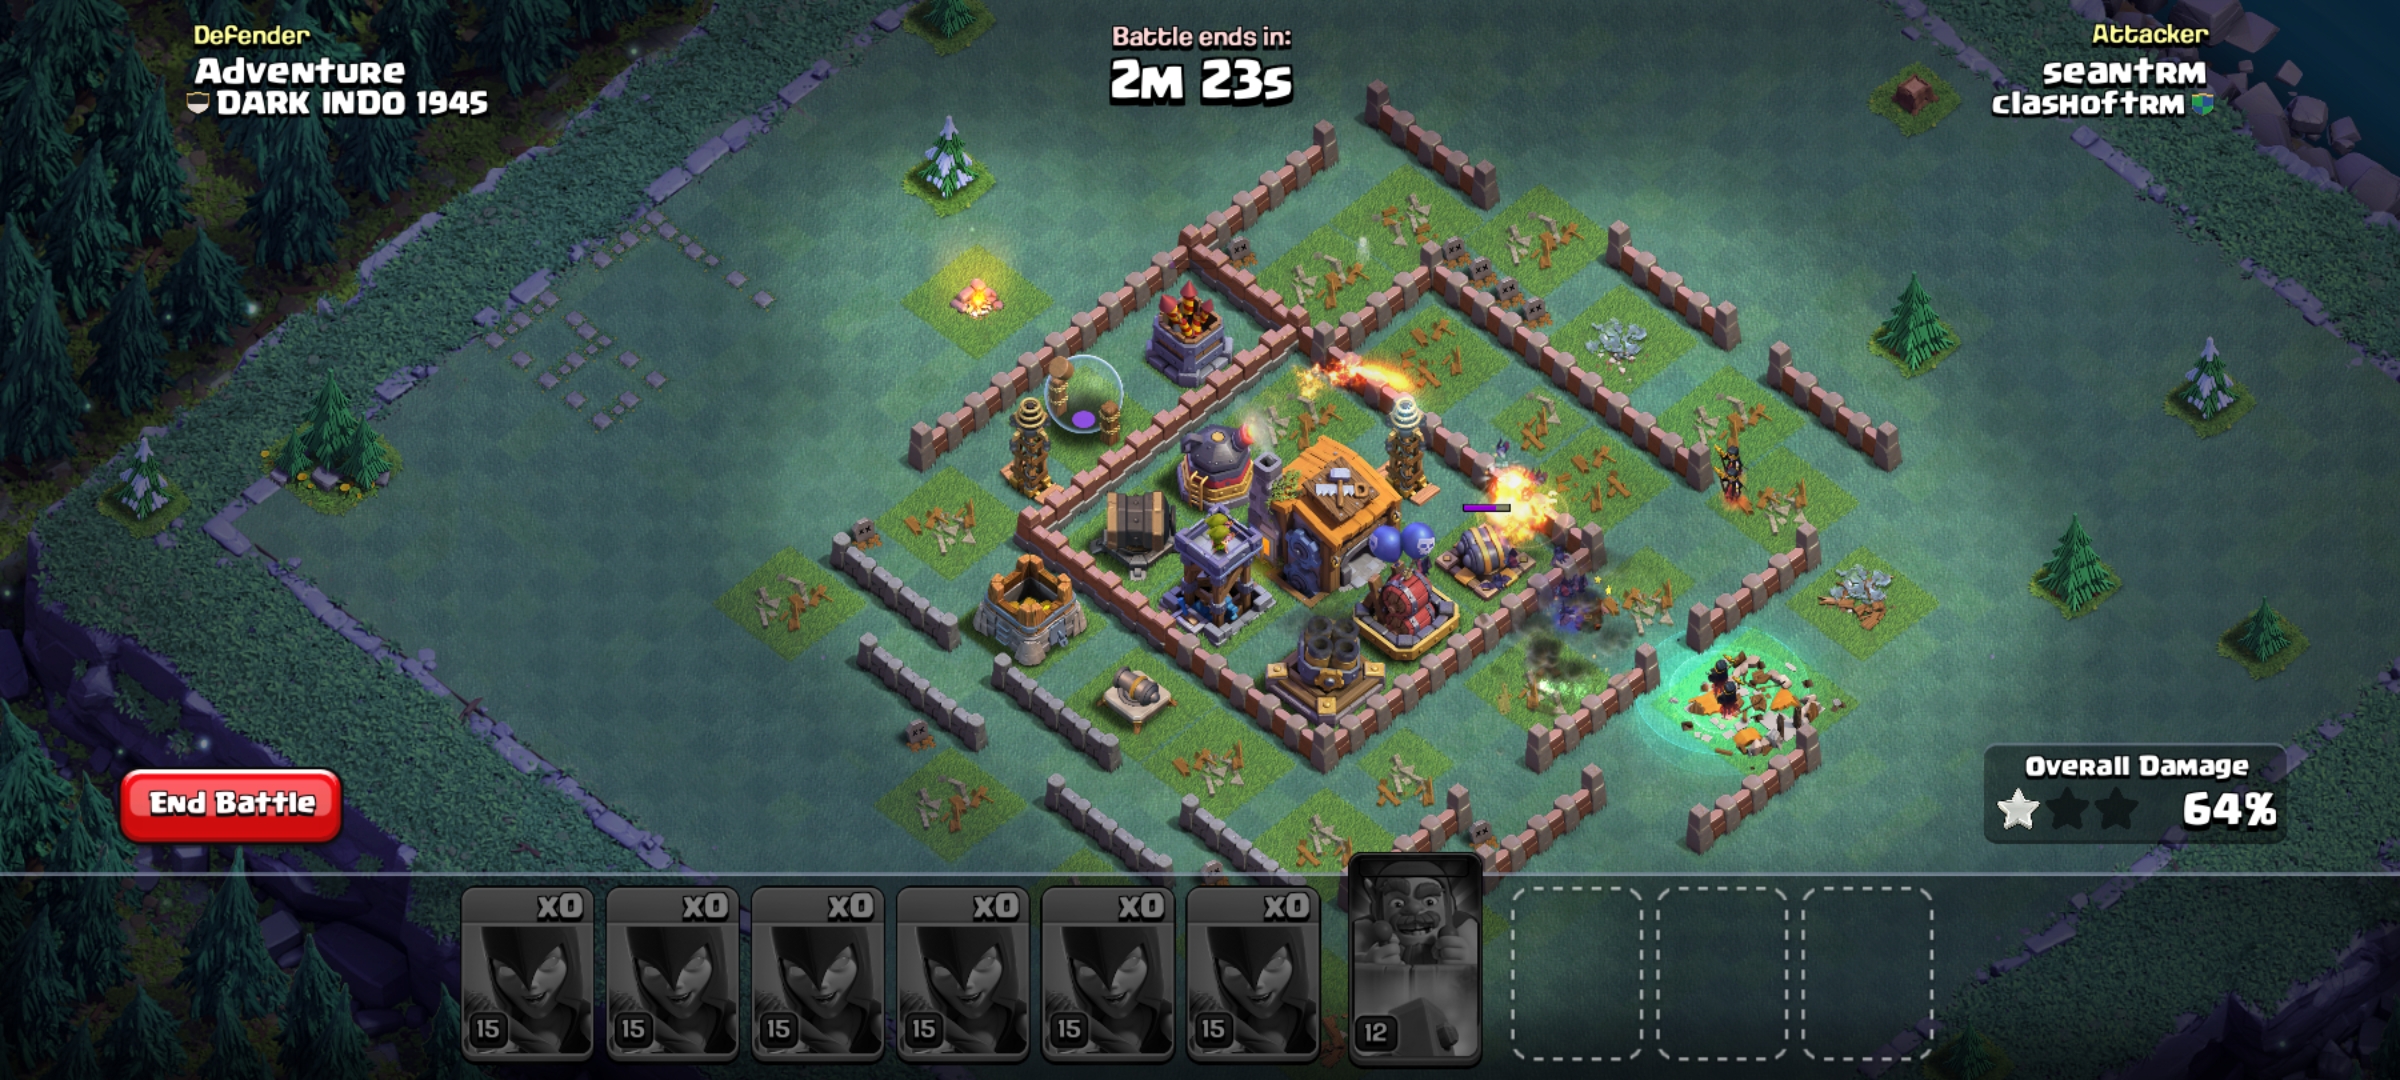 Defender
Adventure
DARK INDO 1945
Battle ends in:
2M 23s
Attacker
seantrm
clashoftrm
End Battle
Overall Damage
64%
x0
x0
x0
x0
x0
x0
15
15
15
15
15
15
12